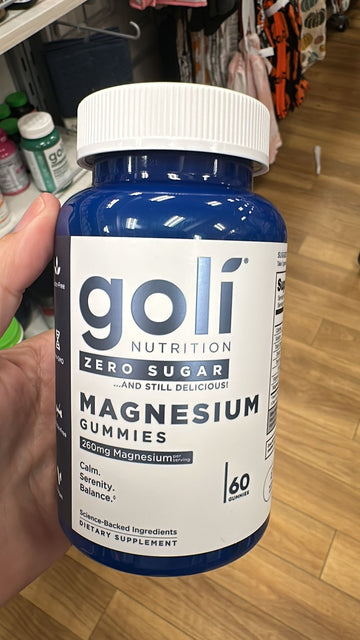 goli
goli
NUTRITION
ZERO SUGAR
...AND STILL DELICIOUS!
MAGNESIUM
GUMMIES
260mg Magnesium per serving
Calm.
Serenity.
Balance.◊
60
GUMMIES
Science-Backed Ingredients
DIETARY SUPPLEMENT